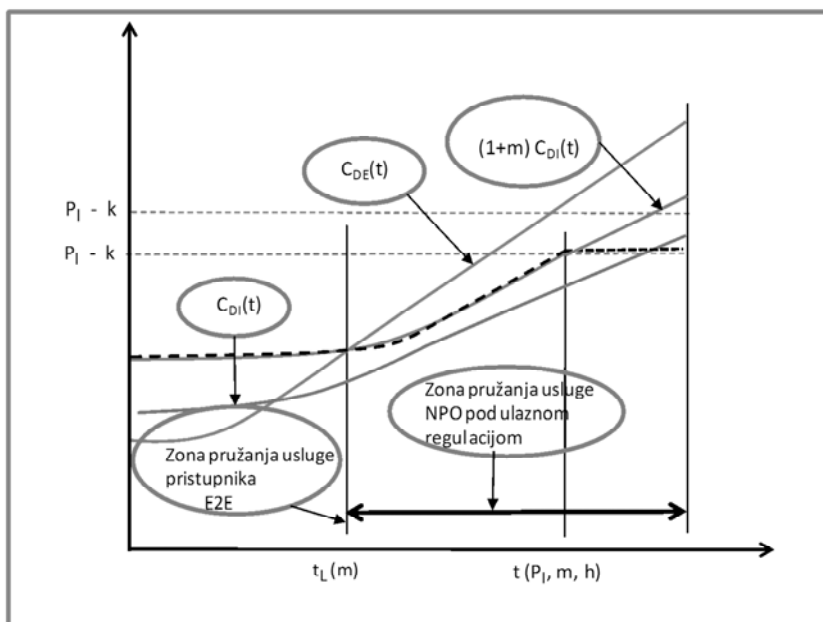 (1+m) C_DI(t)
C_DE(t)
P_I - k
P_I - k
C_DI(t)
Zona pružanja usluge
NPO pod ulaznom
regulacijom
Zona pružanja usluge
pristupnika
E2E
t_L (m)
t (P_I, m, h)